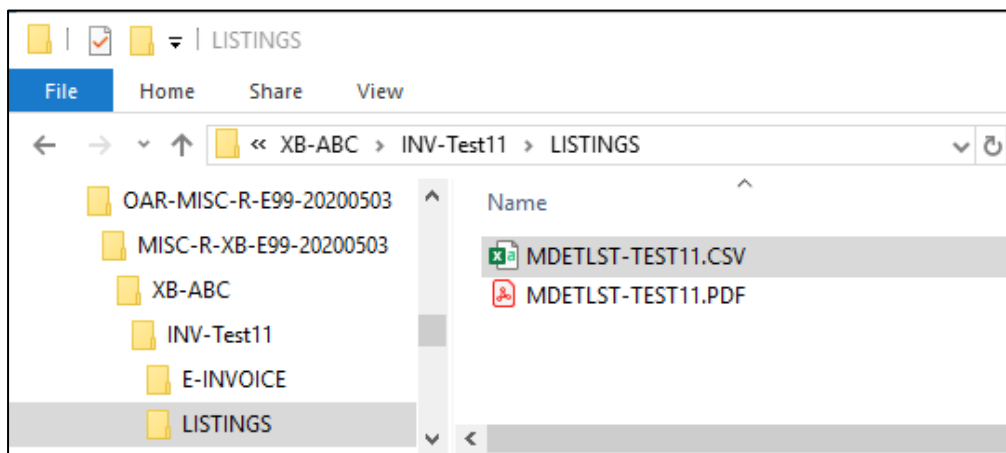 LISTINGS
File Home Share View
« XB-ABC > INV-Test11 > LISTINGS
OAR-MISC-R-E99-20200503
MISC-R-XB-E99-20200503
XB-ABC
INV-Test11
E-INVOICE
LISTINGS
Name
MDETLST-TEST11.CSV
MDETLST-TEST11.PDF